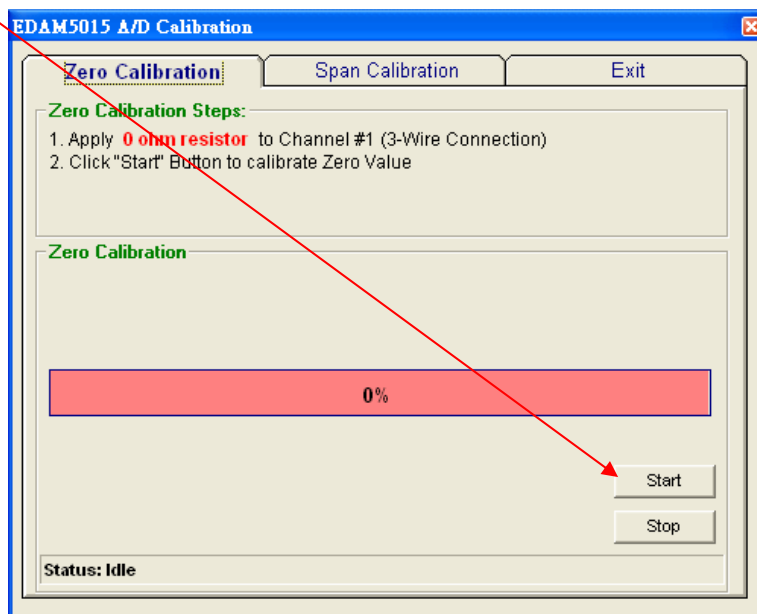 EDAM5015 A/D Calibration
Zero Calibration
Span Calibration
Exit
Zero Calibration Steps:
1. Apply 0 ohm resistor to Channel #1 (3-Wire Connection)
2. Click "Start" Button to calibrate Zero Value
Zero Calibration
0%
Start
Stop
Status: Idle